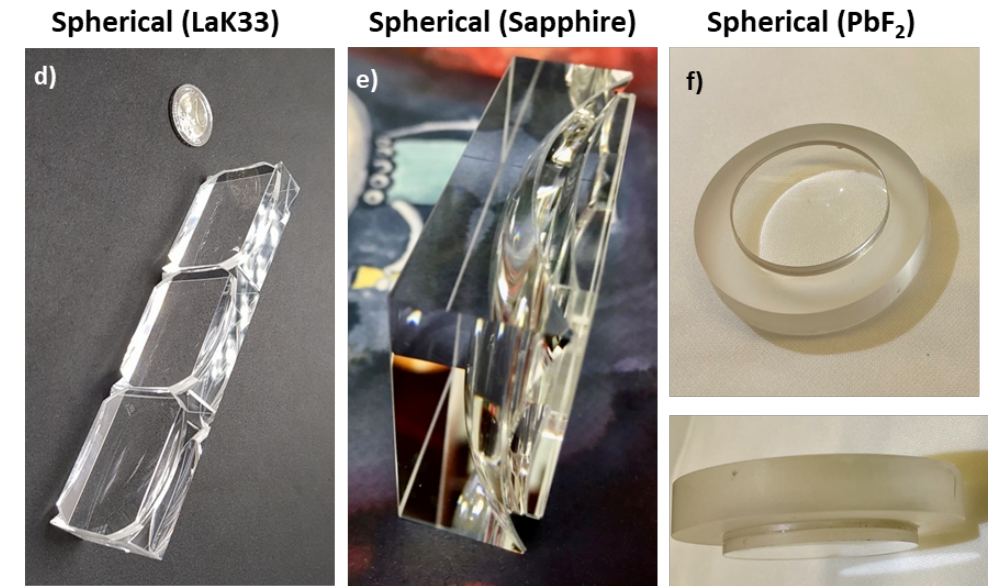 Spherical (LaK33)
Spherical (Sapphire)
Spherical (PbF₂)
d)
e)
f)